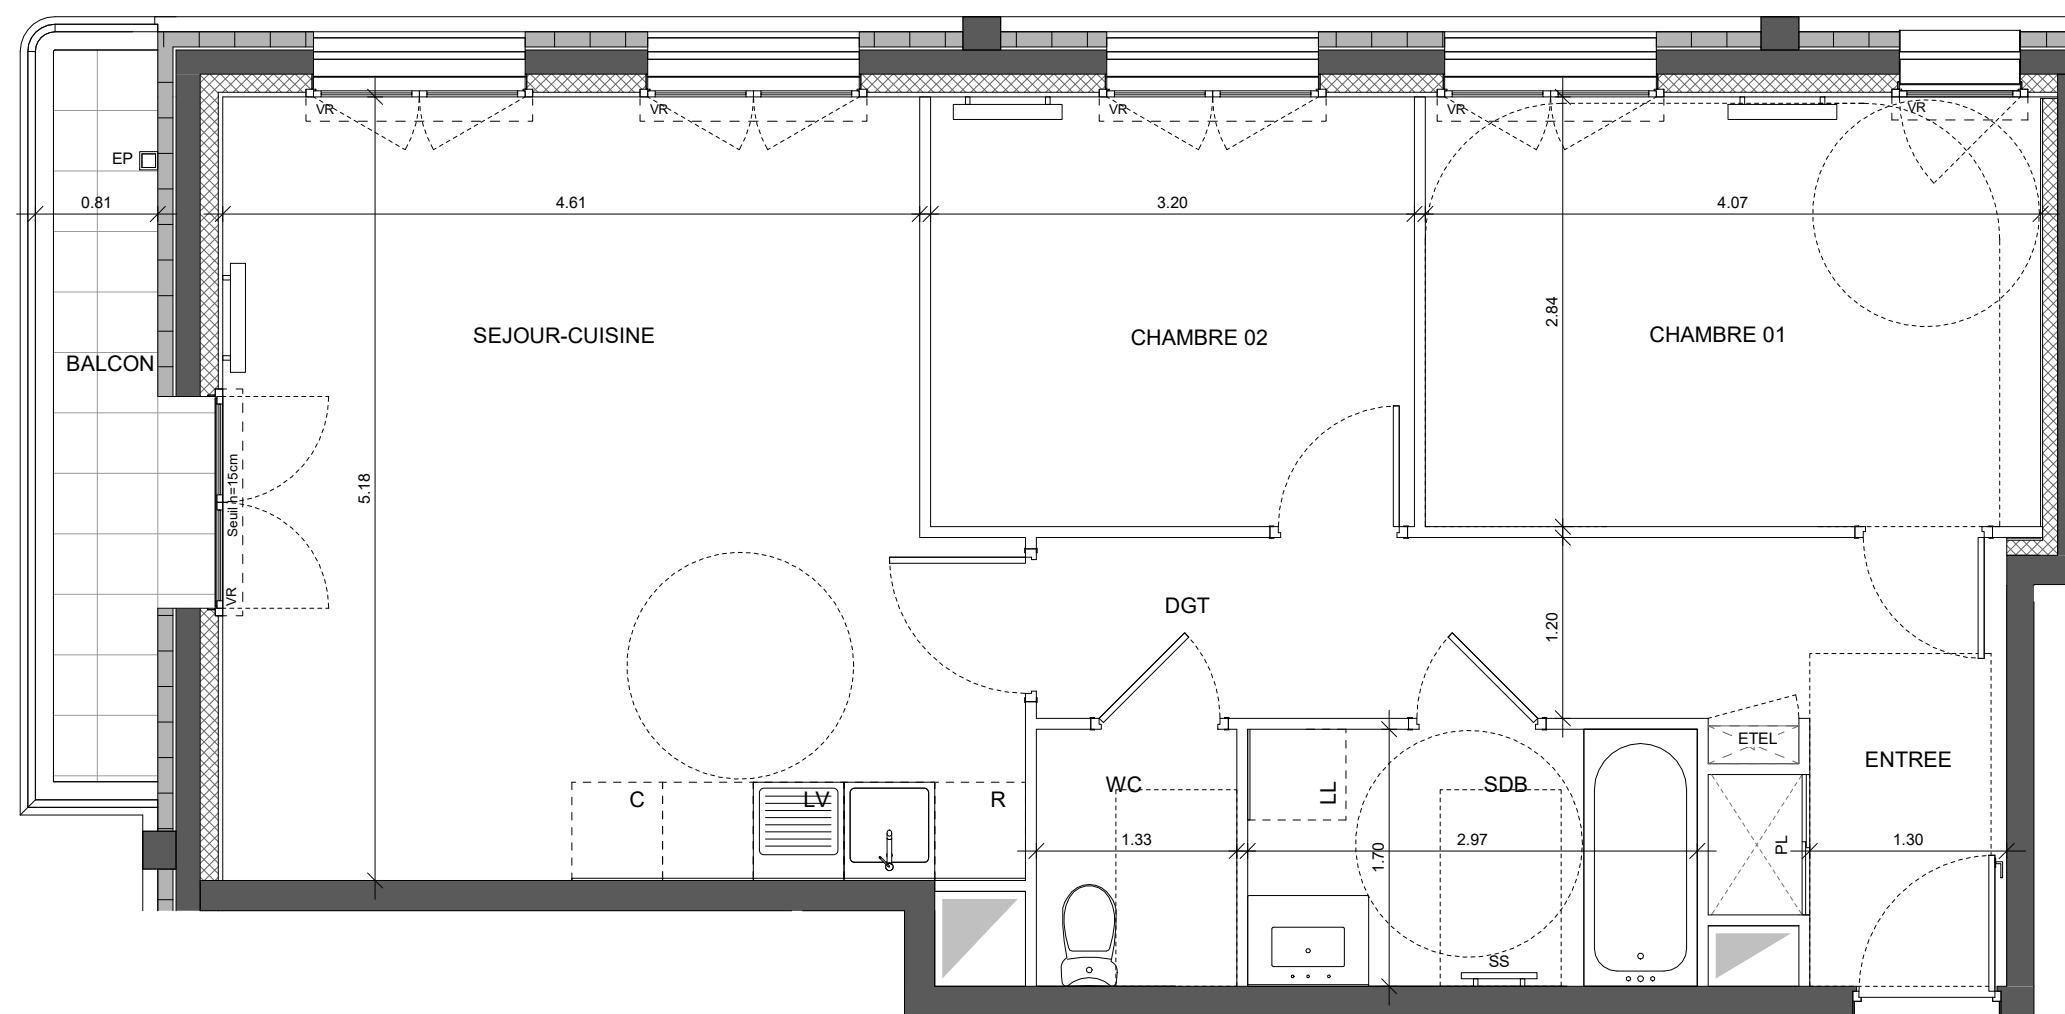 VR
VR
VR
VR
VR
EP
0.81
4.61
3.20
4.07
2.84
SEJOUR-CUISINE
CHAMBRE 02
CHAMBRE 01
BALCON
5.18
Seuil h=15cm
VR
DGT
1.20
ETEL
ENTREE
C
LV
R
WC
LL
SDB
PL
1.33
1.70
2.97
1.30
SS